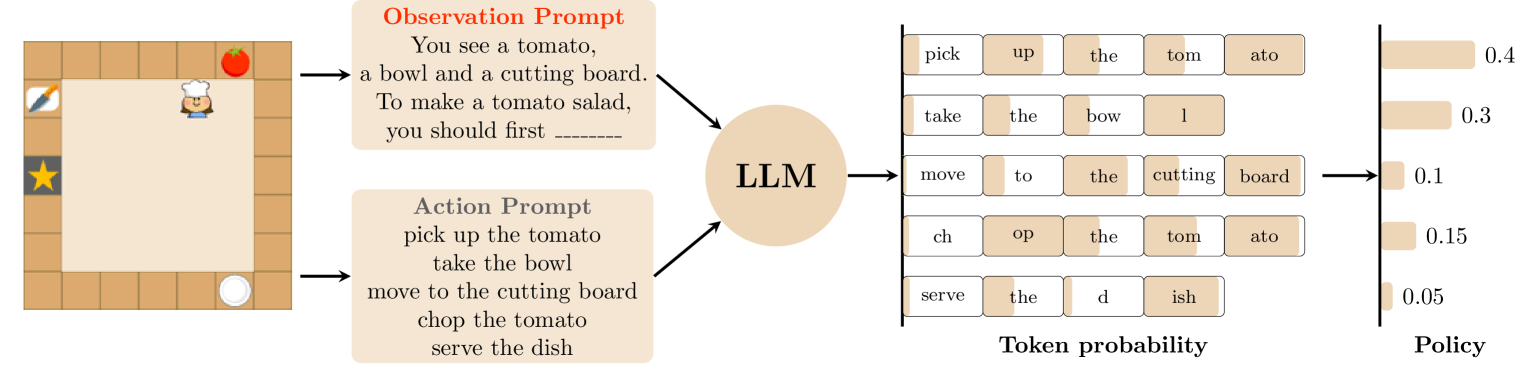 Observation Prompt
You see a tomato,
a bowl and a cutting board.
To make a tomato salad,
you should first ________
Action Prompt
pick up the tomato
take the bowl
move to the cutting board
chop the tomato
serve the dish
LLM
pick up the tom ato
take the bow l
move to the cutting board
ch op the tom ato
serve the d ish
Token probability
0.4
0.3
0.1
0.15
0.05
Policy